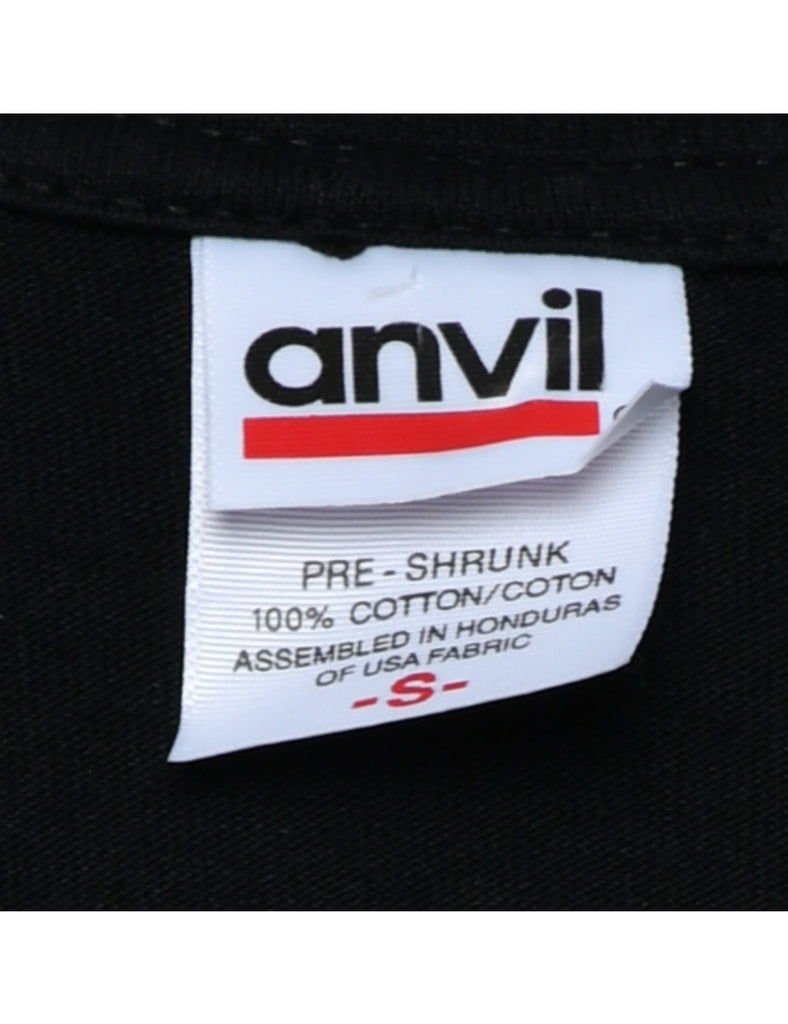 anvil
PRE-SHRUNK
100% COTTON/COTON
ASSEMBLED IN HONDURAS
OF USA FABRIC
-S-